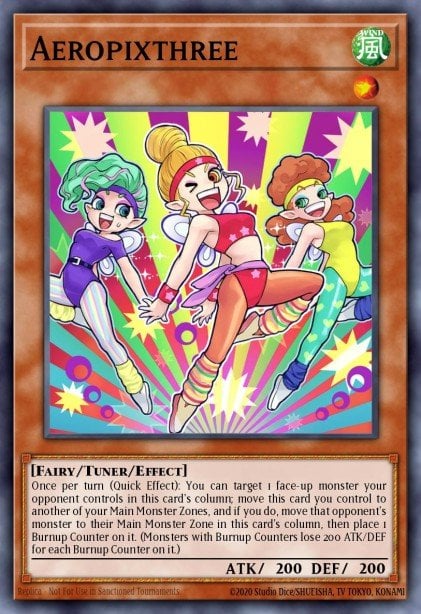 AEROPIXTHREE
WIND
風
[FAIRY/TUNER/EFFECT]
Once per turn (Quick Effect): You can target 1 face-up monster your
opponent controls in this card's column; move this card you control
to another of your Main Monster Zones, and if you do, move that opponent's
monster to their Main Monster Zone in this card's column, then place 1
Burnup Counter on it. (Monsters with Burnup Counters lose 200 ATK/DEF
for each Burnup Counter on it.)
ATK/ 200 DEF/ 200
Replica - Not For Use in Sanctioned Tournaments
©2020 Studio Dice/SHUEISHA, TV TOKYO, KONAMI